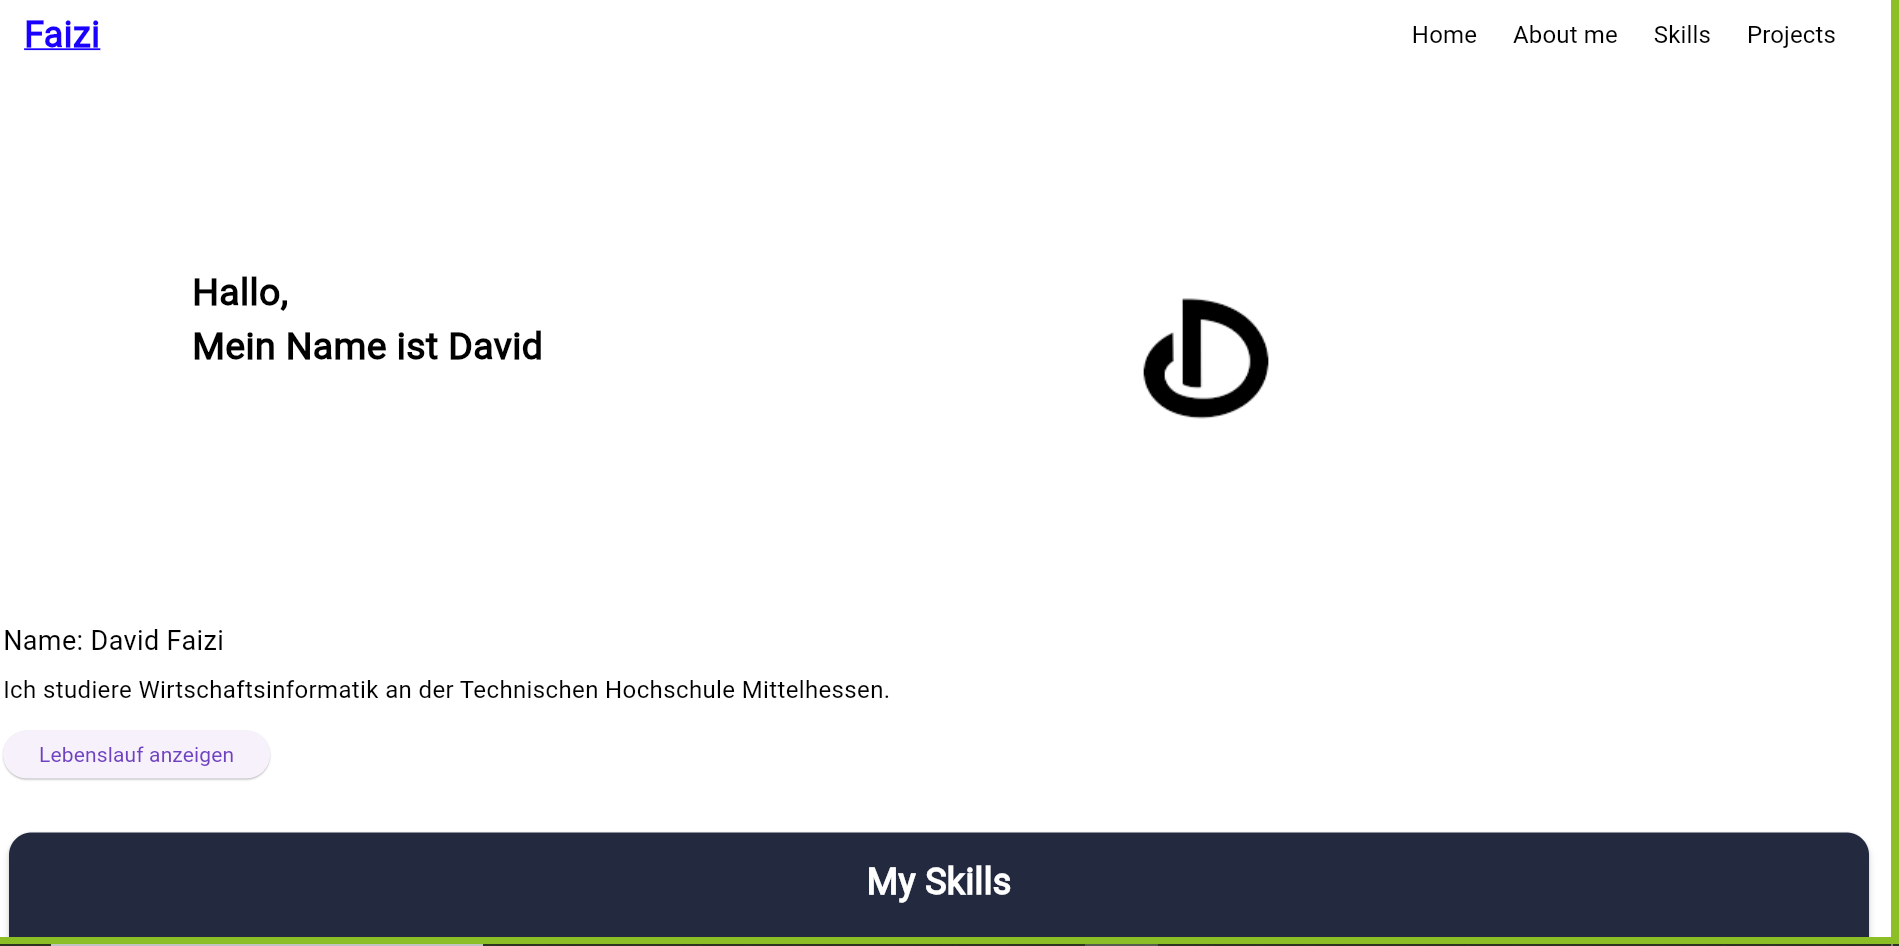 Faizi
Home About me Skills Projects
Hallo,
Mein Name ist David
Name: David Faizi
Ich studiere Wirtschaftsinformatik an der Technischen Hochschule Mittelhessen.
Lebenslauf anzeigen
My Skills